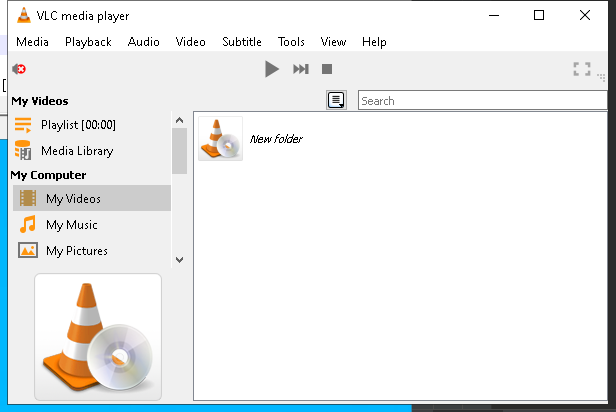 VLC media player
Media Playback Audio Video Subtitle Tools View Help
My Videos
Search
Playlist [00:00]
Media Library
My Computer
My Videos
My Music
My Pictures
New folder